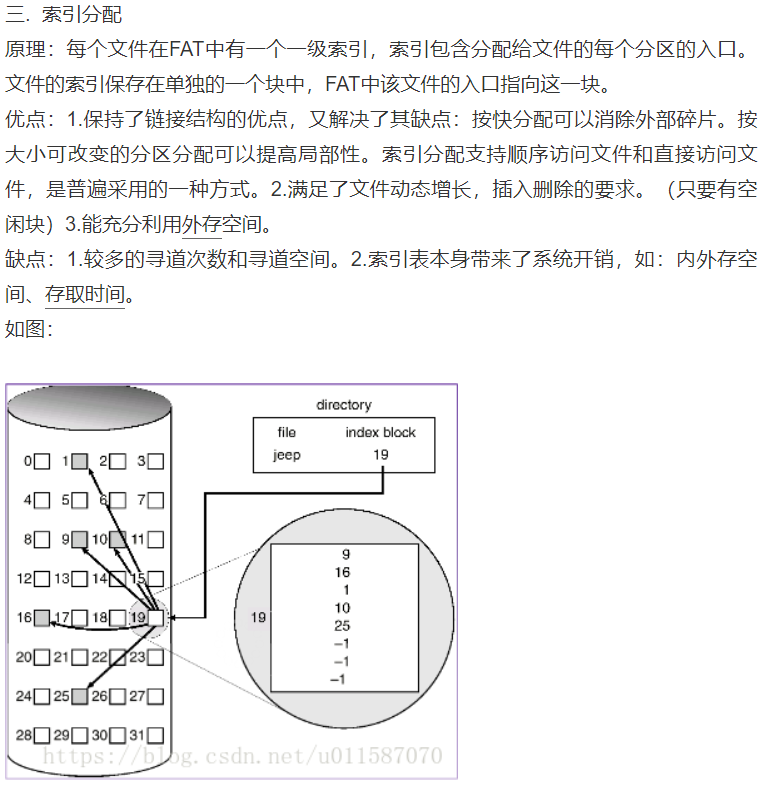 三. 索引分配
原理：每个文件在FAT中有一个一级索引，索引包含分配给文件的每个分区的入口。
文件的索引保存在单独的一个块中，FAT中该文件的入口指向这一块。
优点：1.保持了链接结构的优点，又解决了其缺点：按快分配可以消除外部碎片。按
大小可改变的分区分配可以提高局部性。索引分配支持顺序访问文件和直接访问文
件，是普遍采用的一种方式。2.满足了文件动态增长，插入删除的要求。（只要有空
闲块）3.能充分利用外存空间。
缺点：1.较多的寻道次数和寻道空间。2.索引表本身带来了系统开销，如：内外存空
间、存取时间。
如图：
directory
file index block
jeep 19
0 1 2 3
4 5 6 7
8 9 10 11
12 13 14 15
16 17 18 19
20 21 22 23
24 25 26 27
28 29 30 31
19
9
16
1
10
25
-1
-1
-1
https://blog.csdn.net/u011587070